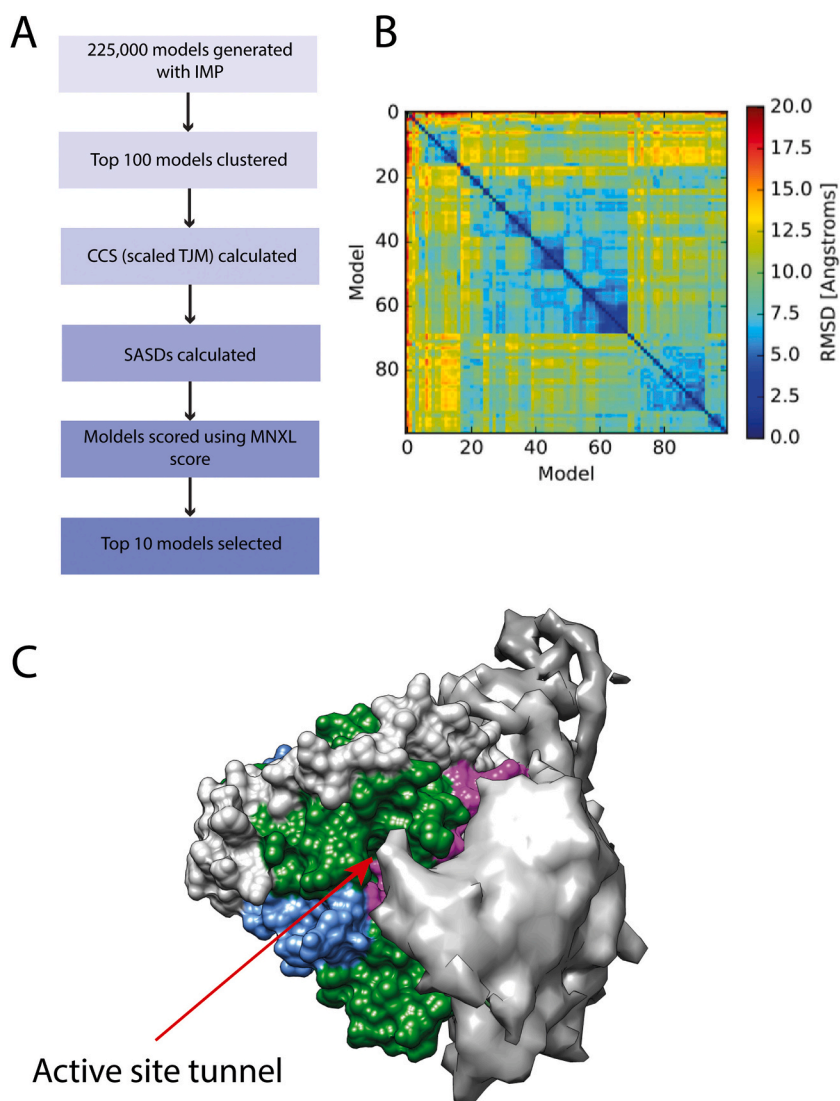 A
225,000 models generated
with IMP
Top 100 models clustered
CCS (scaled TJM) calculated
SASDs calculated
Moldels scored using MNXL
score
Top 10 models selected
B
0
20
40
60
80
Model
0
20
40
60
80
Model
20.0
17.5
15.0
12.5
10.0
7.5
5.0
2.5
0.0
RMSD [Angstroms]
C
Active site tunnel